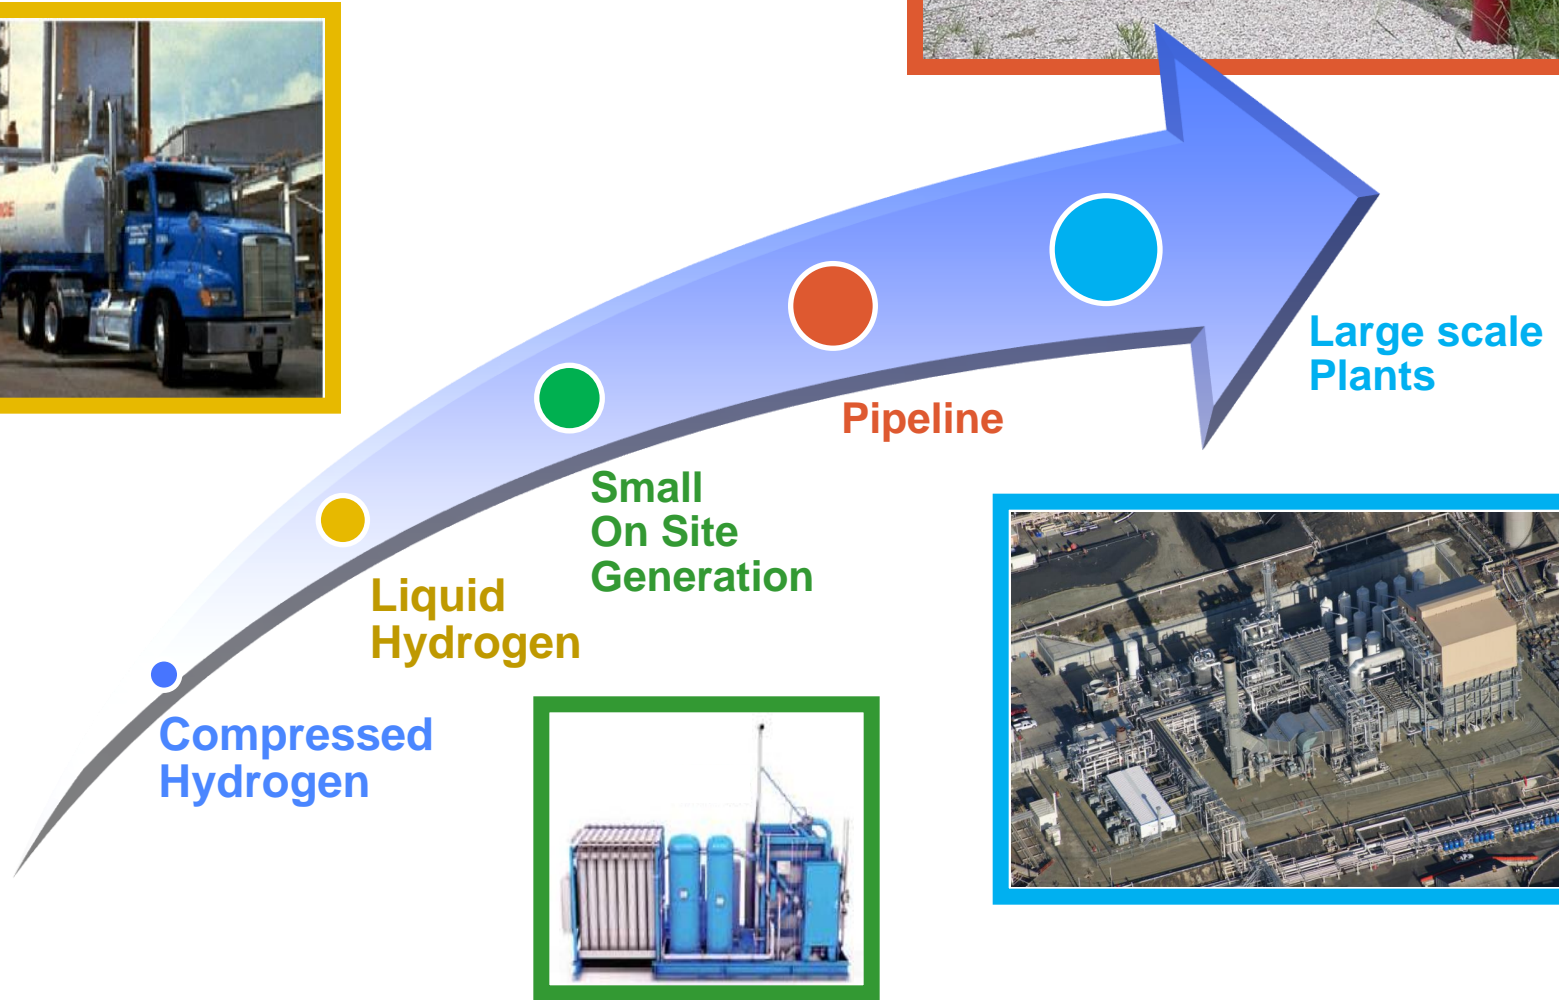 Large scale
Plants
Pipeline
Small
On Site
Generation
Liquid
Hydrogen
Compressed
Hydrogen